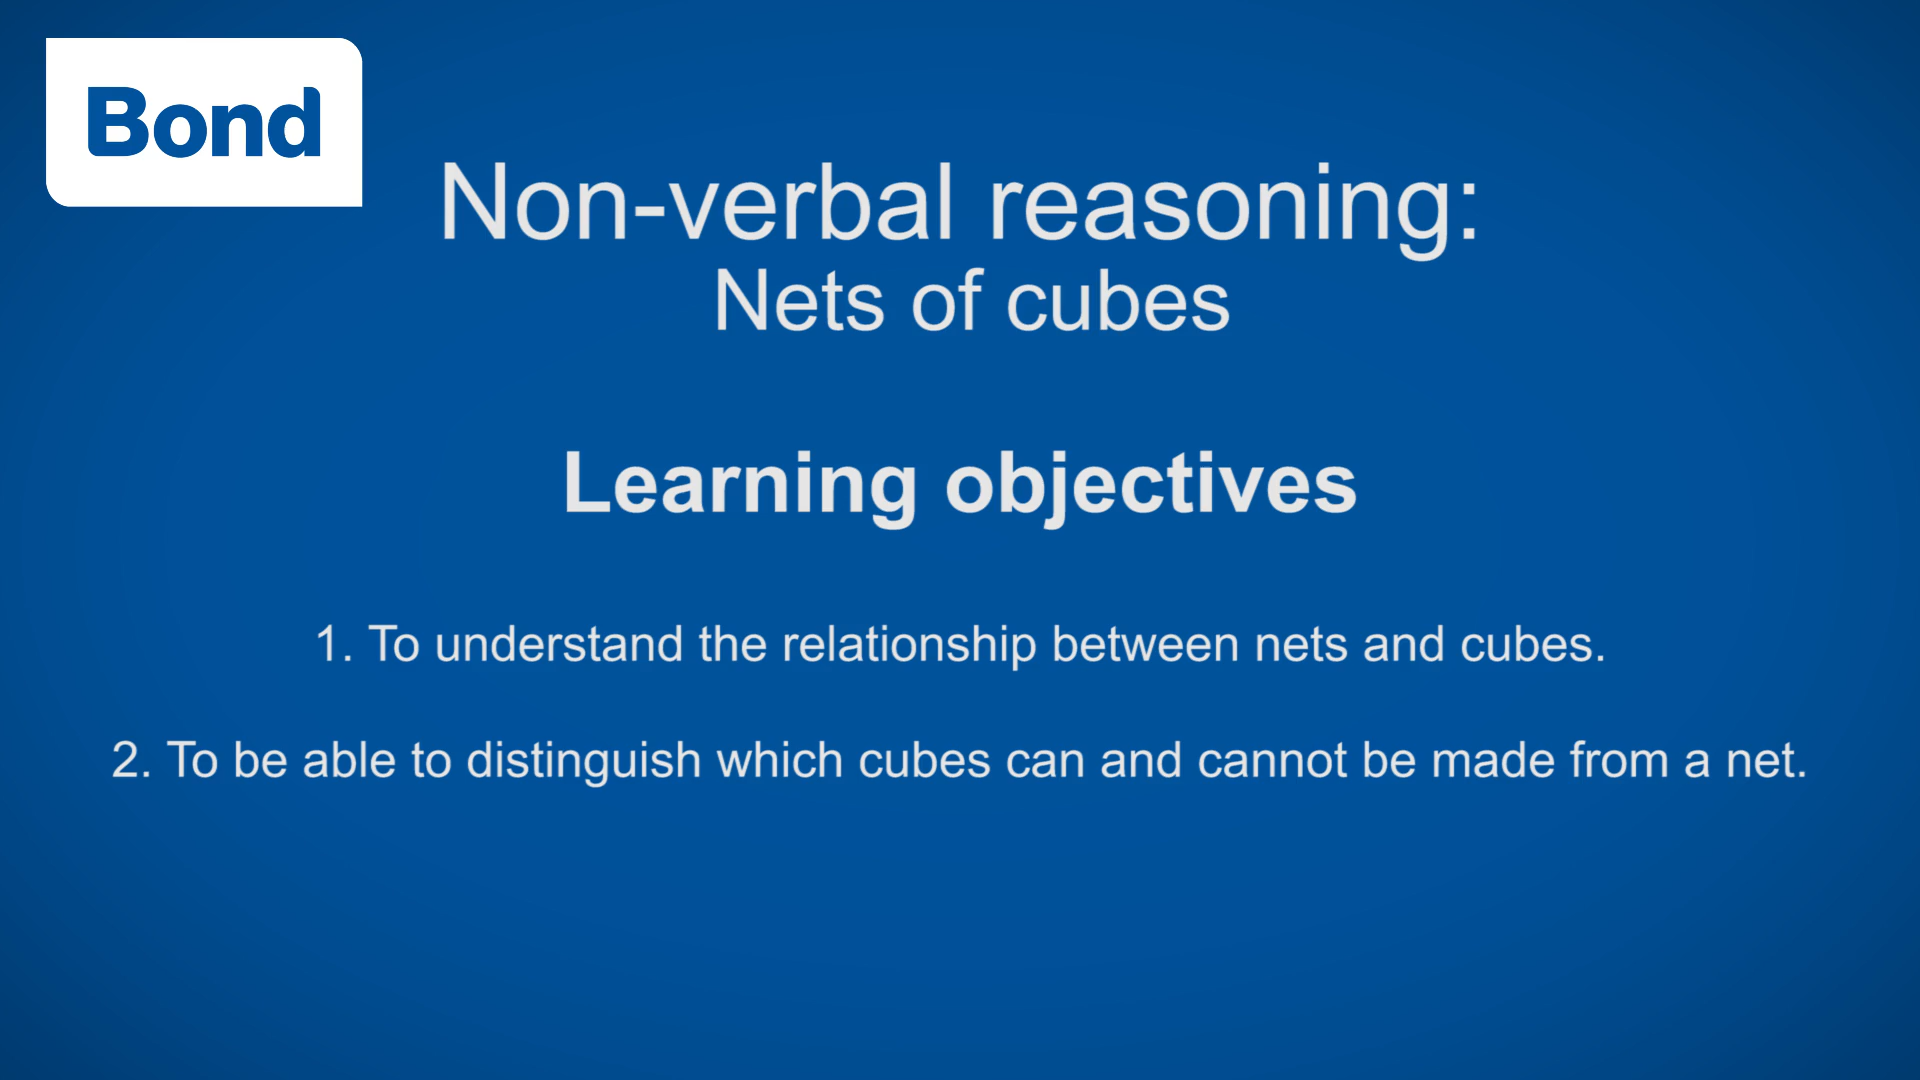 Bond
Non-verbal reasoning:
Nets of cubes
Learning objectives
1. To understand the relationship between nets and cubes.
2. To be able to distinguish which cubes can and cannot be made from a net.